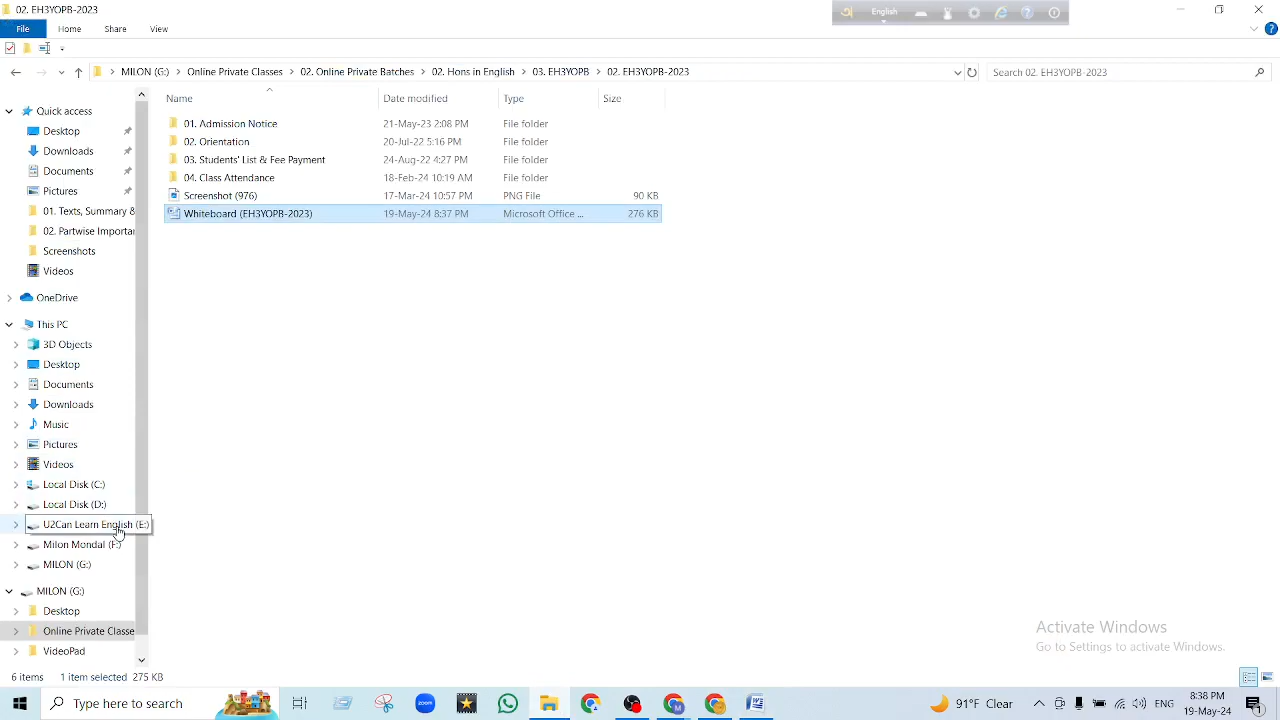 02. EH3YOPB-2023
অ English
File Home Share View
MILON (G:) Online Private Classes 02. Online Private Batches 02. Hons in English 03. EH3YOPB 02. EH3YOPB-2023 Search 02. EH3YOPB-2023
Name Date modified Type Size
Quick access
Desktop
Downloads
Documents
Pictures
01. Texts, Summary &
02. Partwise Importar
Screenshots
Videos
OneDrive
This PC
3D Objects
Desktop
Documents
Downloads
Music
Pictures
Videos
Local Disk (C:)
Local Disk (D:)
U2Can Learn English (E:)
Milon Mondal (F:)
MILON (G:)
MILON (G:)
Desktop
Online Private Classe
VideoPad
01. Admission Notice 21-May-23 2:08 PM File folder
02. Orientation 20-Jul-22 5:16 PM File folder
03. Students' List & Fee Payment 24-Aug-22 4:27 PM File folder
04. Class Attendance 18-Feb-24 10:19 AM File folder
Screenshot (976) 17-Mar-24 10:57 PM PNG File 90 KB
Whiteboard (EH3YOPB-2023) 19-May-24 8:37 PM Microsoft Office ... 276 KB
Activate Windows
Go to Settings to activate Windows.
6 items 1 item selected 275 KB
Type here to search zoom 91°F Clear ENG 8:38 PM
19-May-24 1